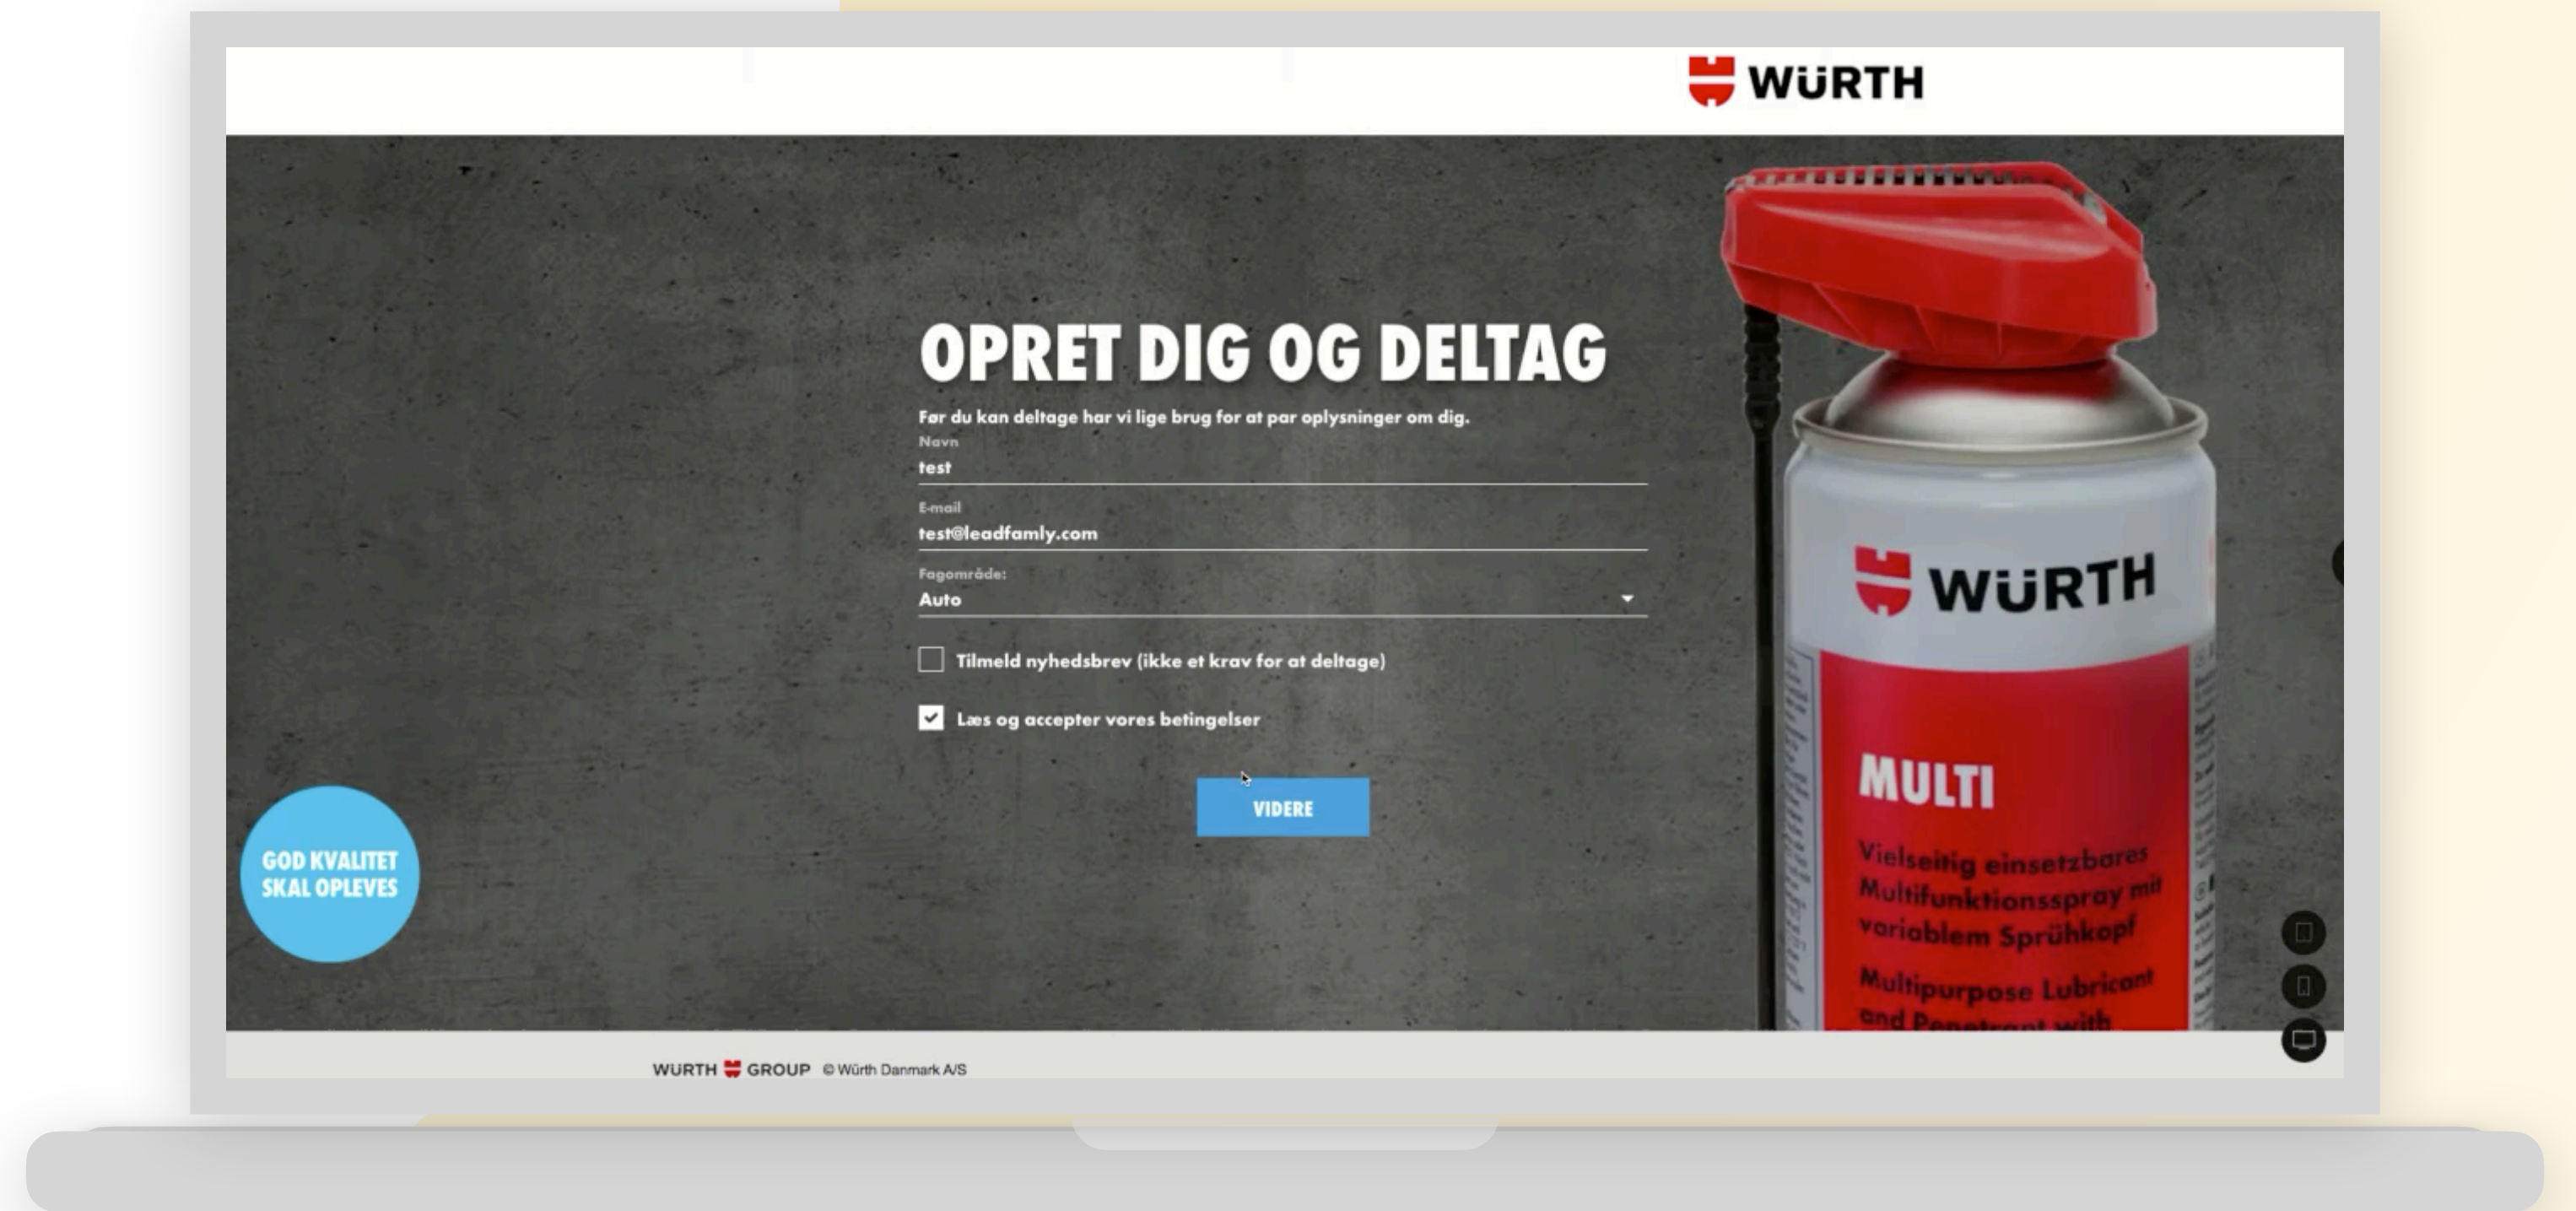 WÜRTH
OPRET DIG OG DELTAG
Før du kan deltage har vi lige brug for at par oplysninger om dig.
Navn
test
E-mail
test@leadfamly.com
Fagområde:
Auto
Tilmeld nyhedsbrev (ikke et krav for at deltage)
Læs og accepter vores betingelser
VIDERE
GOD KVALITET
SKAL OPLEVES
WÜRTH
MULTI
Vielseitig einsetzbares
Multifunktionsspray mit
variablem Sprühkopf
Multipurpose Lubricant
and Penetrant with
WÜRTH GROUP © Würth Danmark A/S